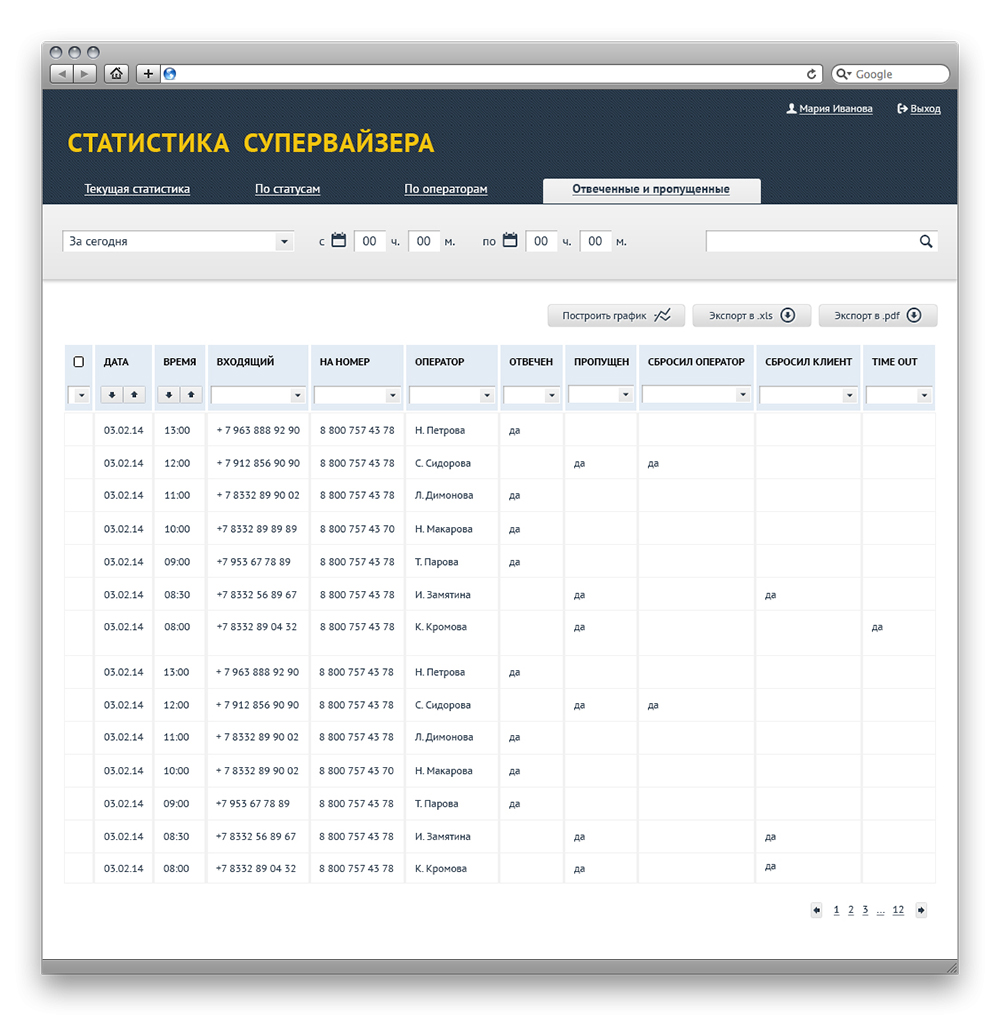 Google
Мария Иванова Выход
СТАТИСТИКА СУПЕРВАЙЗЕРА
Текущая статистика По статусам По операторам Отвеченные и пропущенные
За сегодня с 00 ч. 00 м. по 00 ч. 00 м.
Построить график Экспорт в .xls Экспорт в .pdf
ДАТА ВРЕМЯ ВХОДЯЩИЙ НА НОМЕР ОПЕРАТОР ОТВЕЧЕН ПРОПУЩЕН СБРОСИЛ ОПЕРАТОР СБРОСИЛ КЛИЕНТ TIME OUT
03.02.14 13:00 + 7 963 888 92 90 8 800 757 43 78 Н. Петрова да
03.02.14 12:00 + 7 912 856 90 90 8 800 757 43 78 С. Сидорова да да
03.02.14 11:00 + 7 8332 89 90 02 8 800 757 43 78 Л. Димонова да
03.02.14 10:00 +7 8332 89 89 89 8 800 757 43 70 Н. Макарова да
03.02.14 09:00 +7 953 67 78 89 8 800 757 43 78 Т. Парова да
03.02.14 08:30 +7 8332 56 89 67 8 800 757 43 78 И. Замятина да да
03.02.14 08:00 +7 8332 89 04 32 8 800 757 43 78 К. Кромова да да
03.02.14 13:00 + 7 963 888 92 90 8 800 757 43 78 Н. Петрова да
03.02.14 12:00 + 7 912 856 90 90 8 800 757 43 78 С. Сидорова да да
03.02.14 11:00 + 7 8332 89 90 02 8 800 757 43 78 Л. Димонова да
03.02.14 10:00 + 7 8332 89 90 02 8 800 757 43 70 Н. Макарова да
03.02.14 09:00 +7 953 67 78 89 8 800 757 43 78 Т. Парова да
03.02.14 08:30 +7 8332 56 89 67 8 800 757 43 78 И. Замятина да да
03.02.14 08:00 +7 8332 89 04 32 8 800 757 43 78 К. Кромова да да
1 2 3 ... 12